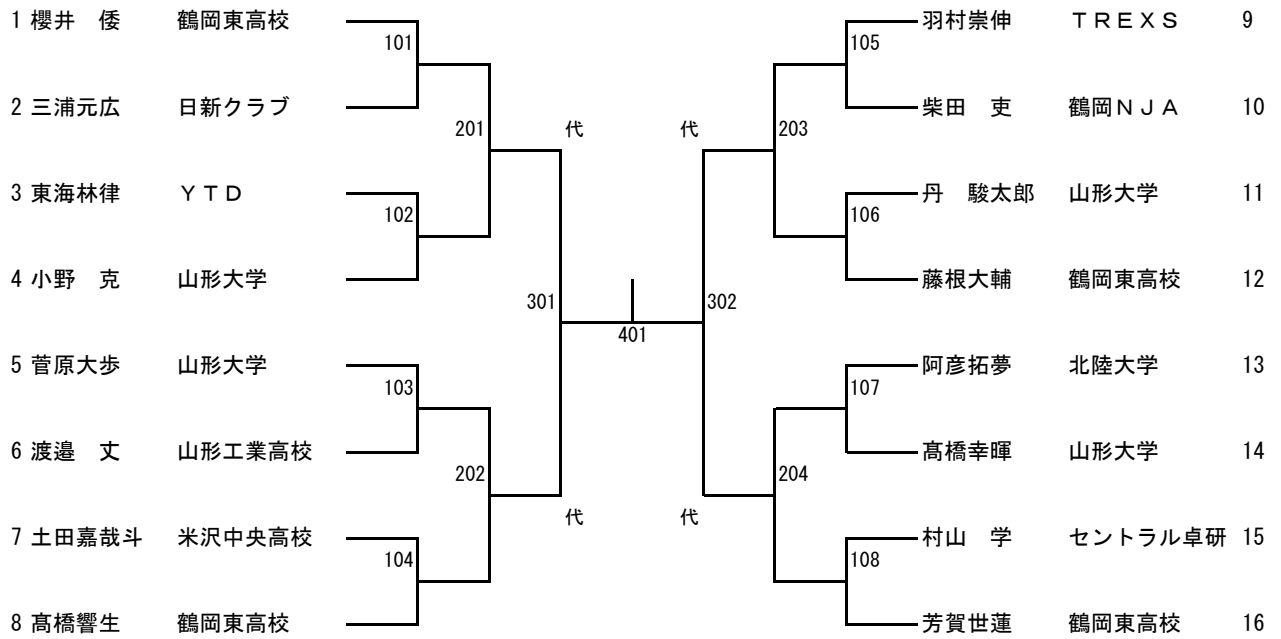 1 櫻井　倭　鶴岡東高校　羽村崇伸　ＴＲＥＸＳ　9
101　105
2 三浦元広　日新クラブ　柴田　吏　鶴岡ＮＪＡ　10
201　代　代　203
3 東海林律　ＹＴＤ　丹　駿太郎　山形大学　11
102　106
4 小野　克　山形大学　藤根大輔　鶴岡東高校　12
301　302
401
5 菅原大歩　山形大学　阿彦拓夢　北陸大学　13
103　107
6 渡邉　丈　山形工業高校　髙橋幸暉　山形大学　14
202　204
代　代
7 土田嘉哉斗　米沢中央高校　村山　学　セントラル卓研　15
104　108
8 髙橋響生　鶴岡東高校　芳賀世蓮　鶴岡東高校　16